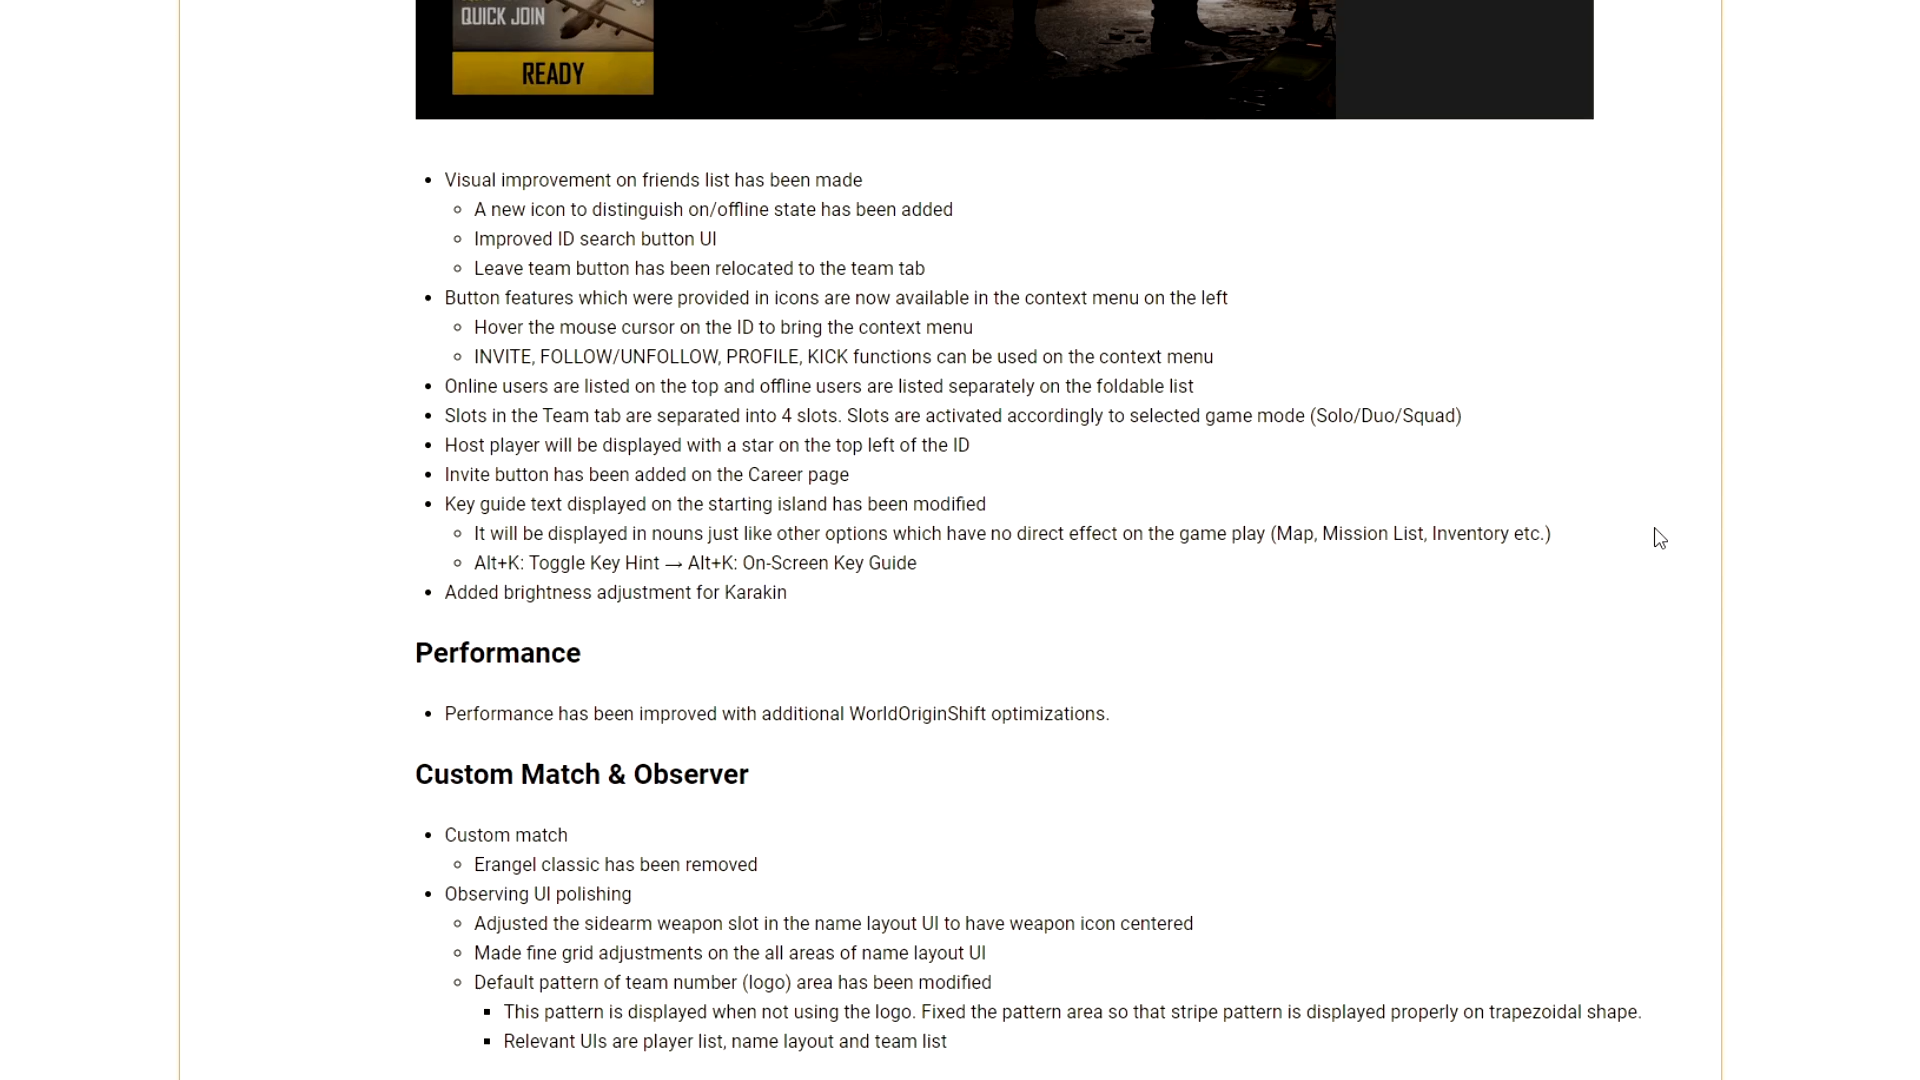 QUICK JOIN
READY
Visual improvement on friends list has been made
A new icon to distinguish on/offline state has been added
Improved ID search button UI
Leave team button has been relocated to the team tab
Button features which were provided in icons are now available in the context menu on the left
Hover the mouse cursor on the ID to bring the context menu
INVITE, FOLLOW/UNFOLLOW, PROFILE, KICK functions can be used on the context menu
Online users are listed on the top and offline users are listed separately on the foldable list
Slots in the Team tab are separated into 4 slots. Slots are activated accordingly to selected game mode (Solo/Duo/Squad)
Host player will be displayed with a star on the top left of the ID
Invite button has been added on the Career page
Key guide text displayed on the starting island has been modified
It will be displayed in nouns just like other options which have no direct effect on the game play (Map, Mission List, Inventory etc.)
Alt+K: Toggle Key Hint → Alt+K: On-Screen Key Guide
Added brightness adjustment for Karakin
Performance
Performance has been improved with additional WorldOriginShift optimizations.
Custom Match & Observer
Custom match
Erangel classic has been removed
Observing UI polishing
Adjusted the sidearm weapon slot in the name layout UI to have weapon icon centered
Made fine grid adjustments on the all areas of name layout UI
Default pattern of team number (logo) area has been modified
This pattern is displayed when not using the logo. Fixed the pattern area so that stripe pattern is displayed properly on trapezoidal shape.
Relevant UIs are player list, name layout and team list